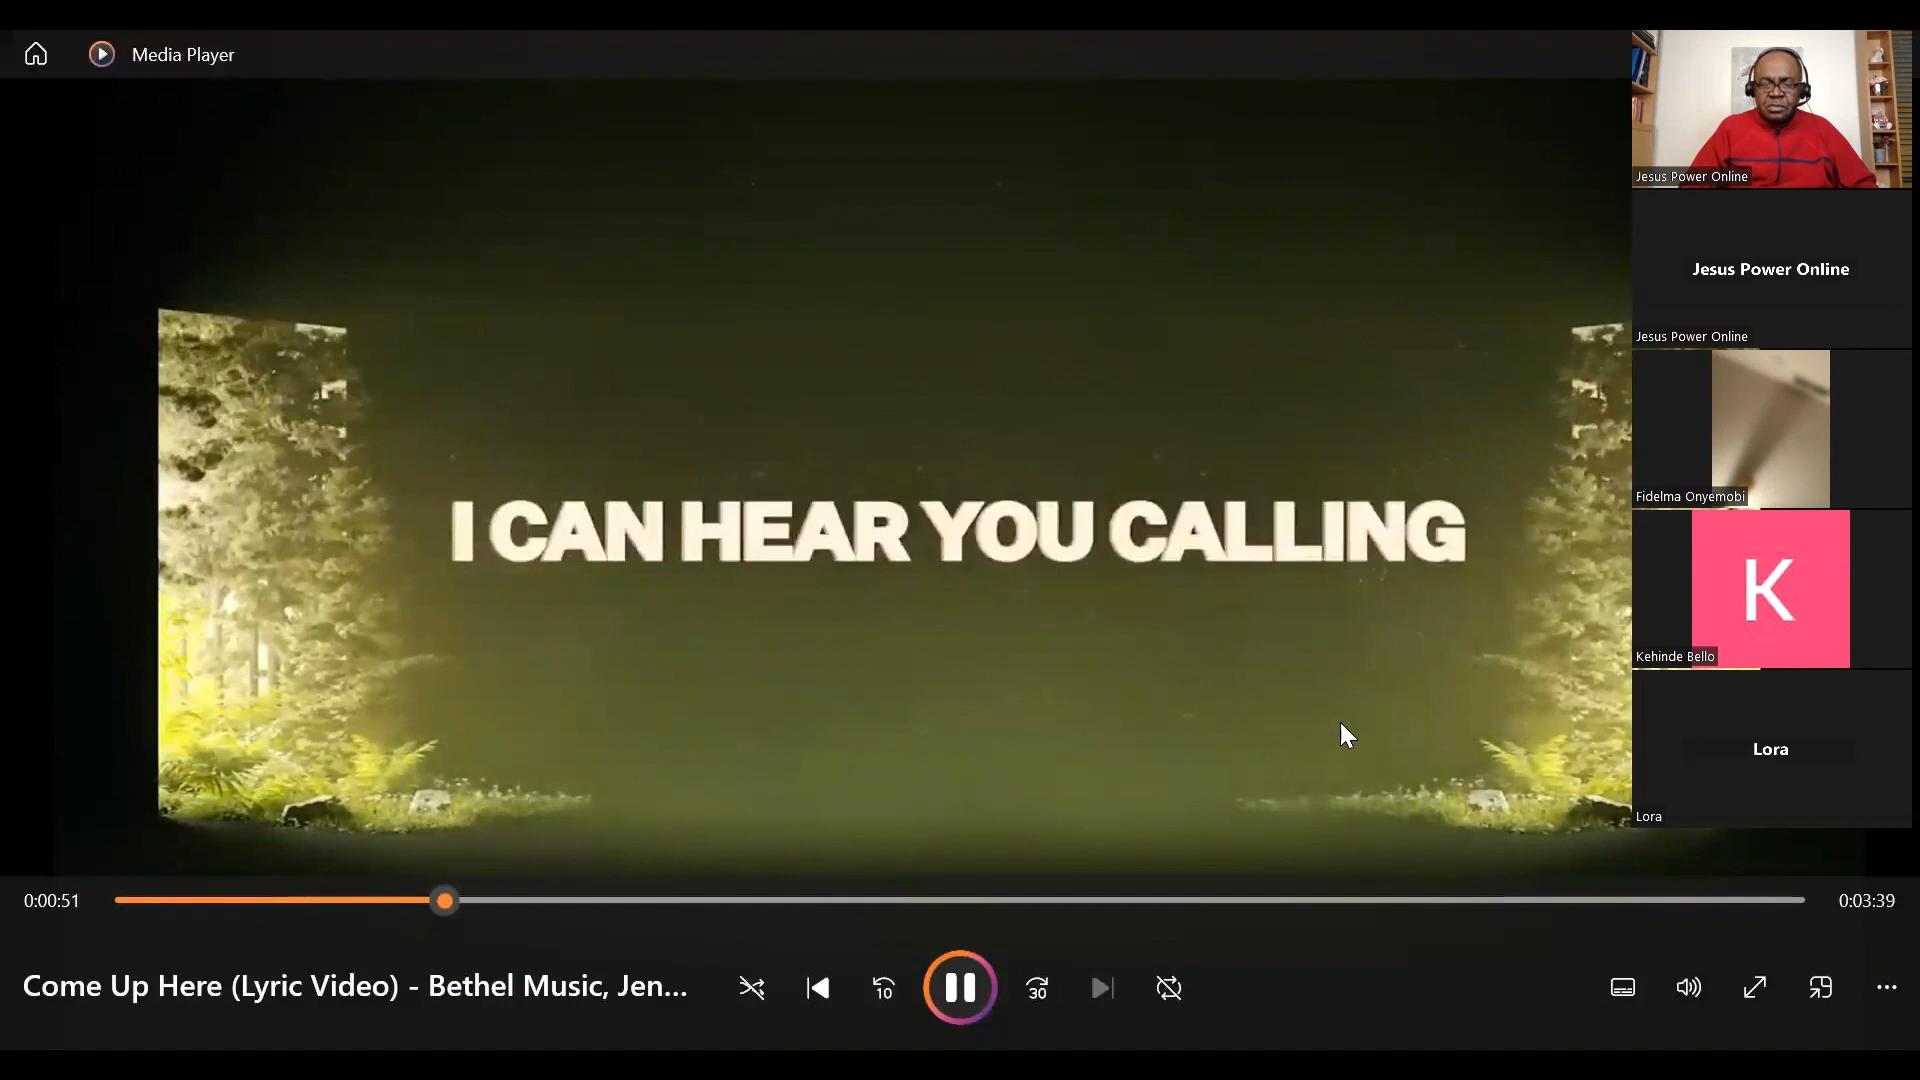 Media Player
I CAN HEAR YOU CALLING
Jesus Power Online
Jesus Power Online
Jesus Power Online
Fidelma Onyemobi
K
Kehinde Bello
Lora
Lora
0:00:51
0:03:39
Come Up Here (Lyric Video) - Bethel Music, Jen...
10
30